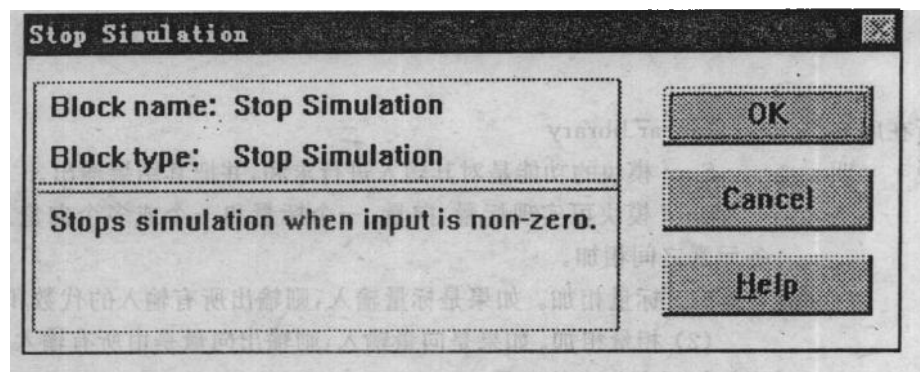 Stop Simulation
Block name: Stop Simulation
Block type: Stop Simulation
Stops simulation when input is non-zero.
OK
Cancel
Help